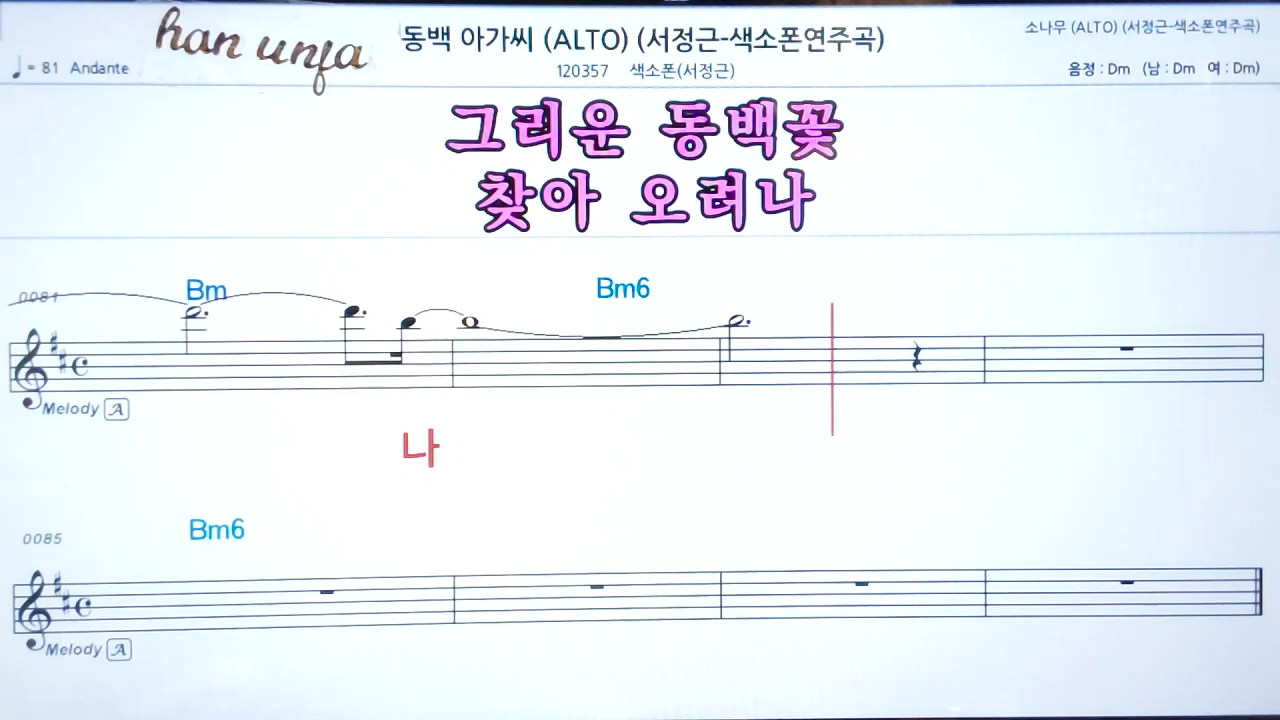 han unfa
동백 아가씨 (ALTO) (서정근-색소폰연주곡)
소나무 (ALTO) (서정근-색소폰연주곡)
♩= 81 Andante
120357 색소폰(서정근)
음정 : Dm (남 : Dm 여 : Dm)
그리운 동백꽃
찾아 오려나
0081
Bm
Bm6
Melody A
나
0085
Bm6
Melody A